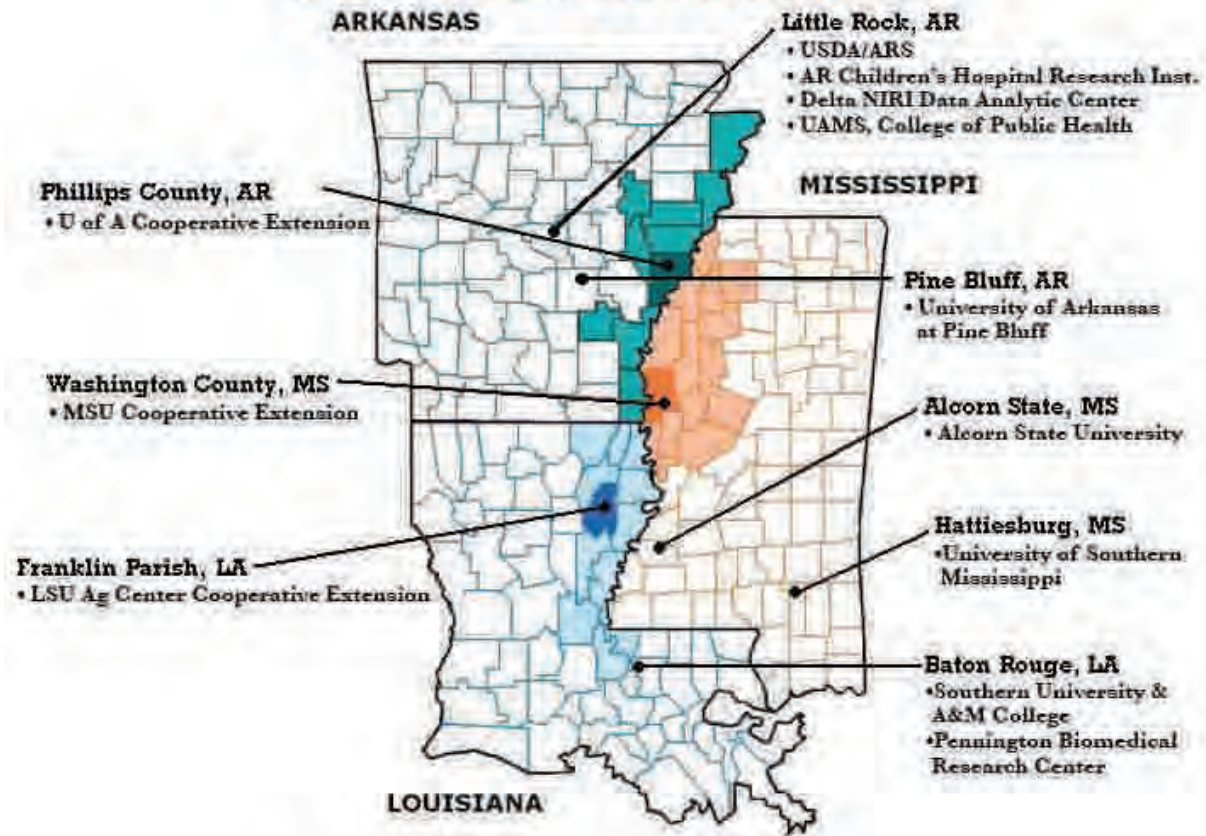 ARKANSAS
Little Rock, AR
• USDA/ARS
• AR Children's Hospital Research Inst.
• Delta NIRI Data Analytic Center
• UAMS, College of Public Health
Phillips County, AR
• U of A Cooperative Extension
MISSISSIPPI
Pine Bluff, AR
• University of Arkansas
at Pine Bluff
Washington County, MS
• MSU Cooperative Extension
Alcorn State, MS
• Alcorn State University
Hattiesburg, MS
•University of Southern
Mississippi
Franklin Parish, LA
• LSU Ag Center Cooperative Extension
Baton Rouge, LA
•Southern University &
A&M College
•Pennington Biomedical
Research Center
LOUISIANA